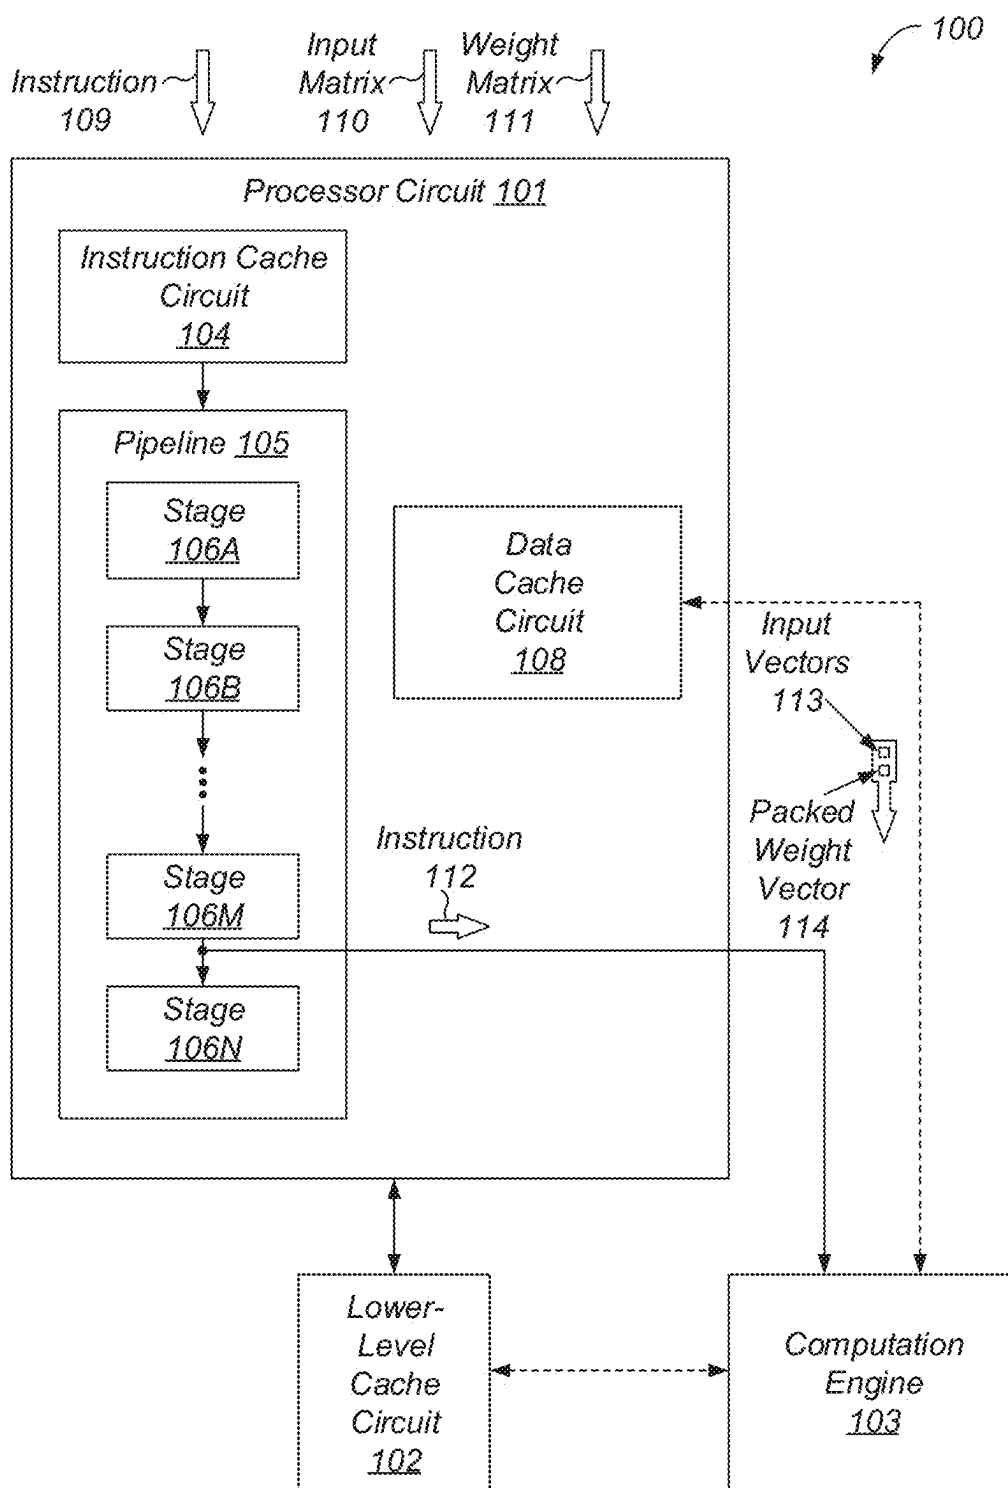 100
Instruction
109
Input
Matrix
110
Weight
Matrix
111
Processor Circuit 101
Instruction Cache
Circuit
104
Pipeline 105
Stage
106A
Stage
106B
Stage
106M
Stage
106N
Data
Cache
Circuit
108
Instruction
112
Input
Vectors
113
Packed
Weight
Vector
114
Lower-
Level
Cache
Circuit
102
Computation
Engine
103